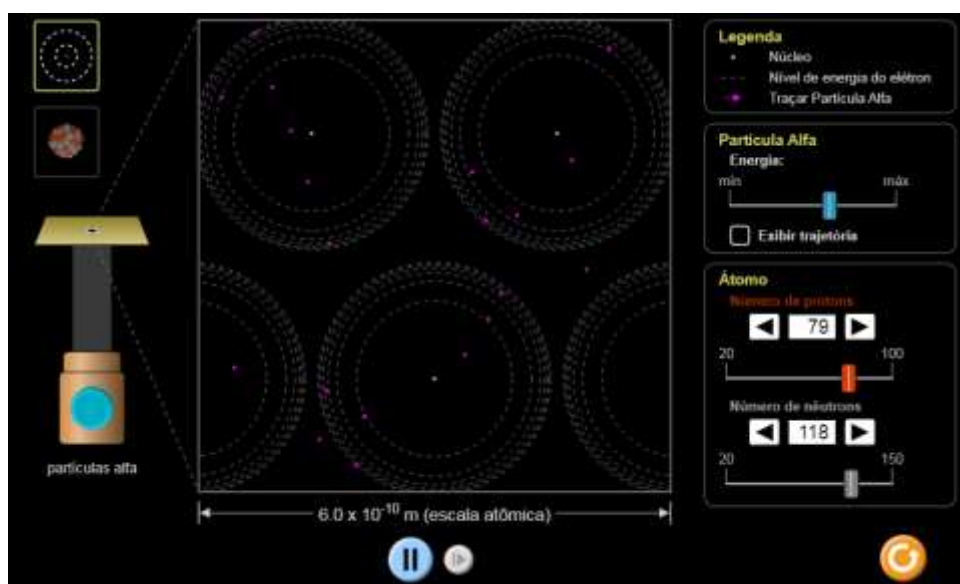 Legenda
Núcleo
Nível de energia do elétron
Traçar Partícula Alfa
Partícula Alfa
Energia:
mín
máx
Exibir trajetória
Átomo
Número de prótons
79
20
100
Número de nêutrons
118
20
150
partículas alfa
6.0 x 10⁻¹⁰ m (escala atômica)